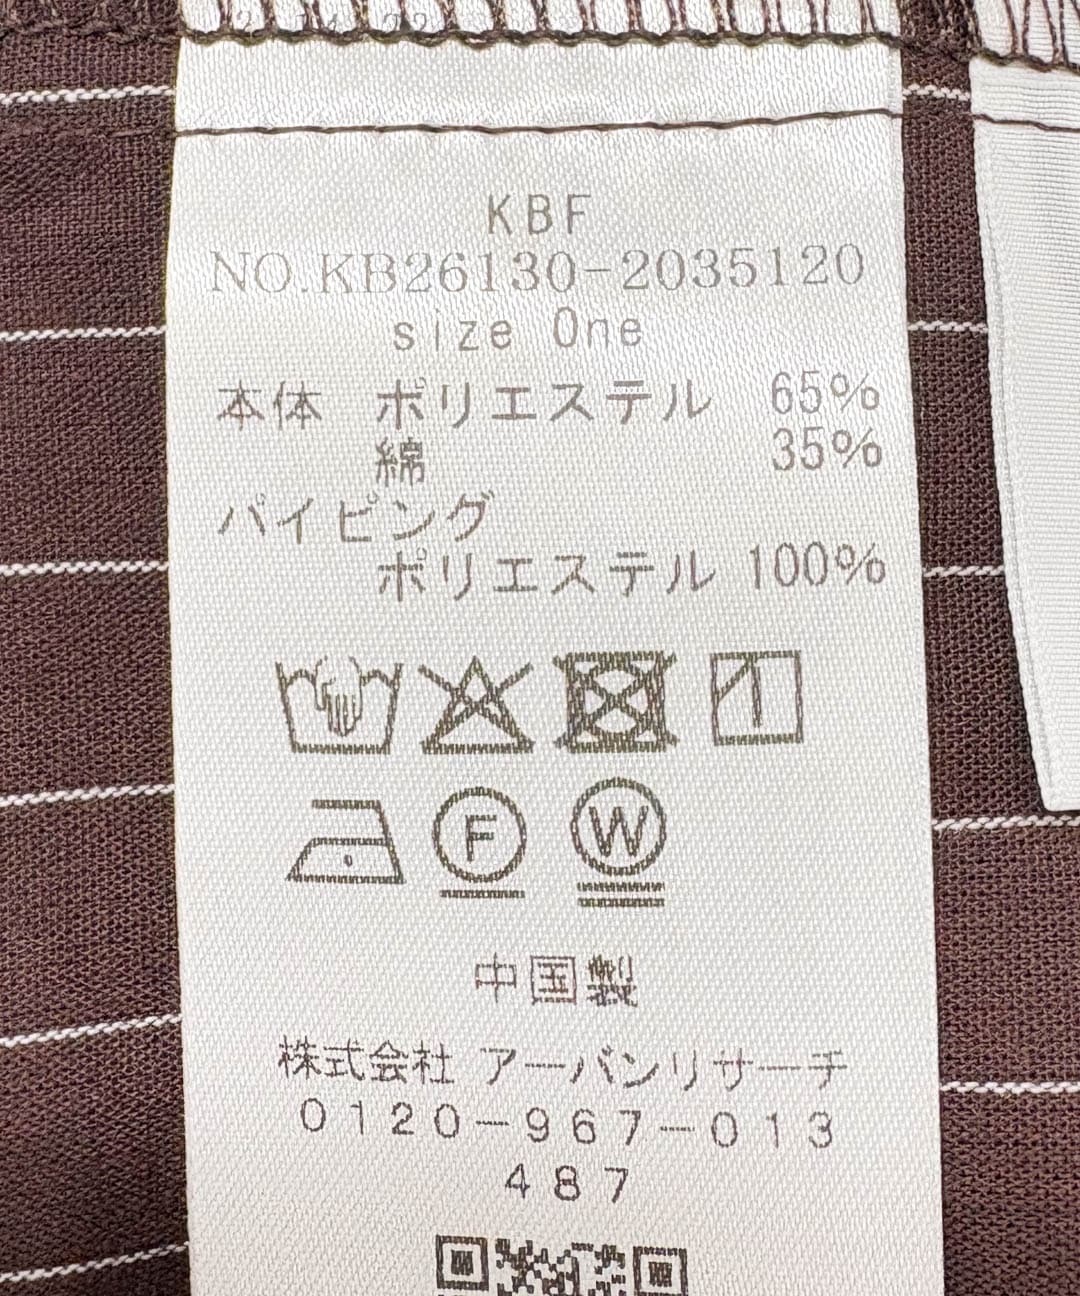 KBF
NO.KB26130-2035120
size One
本体 ポリエステル 65%
綿 35%
パイピング
ポリエステル 100%
F W
中国製
株式会社 アーバンリサーチ
0120-967-013
487